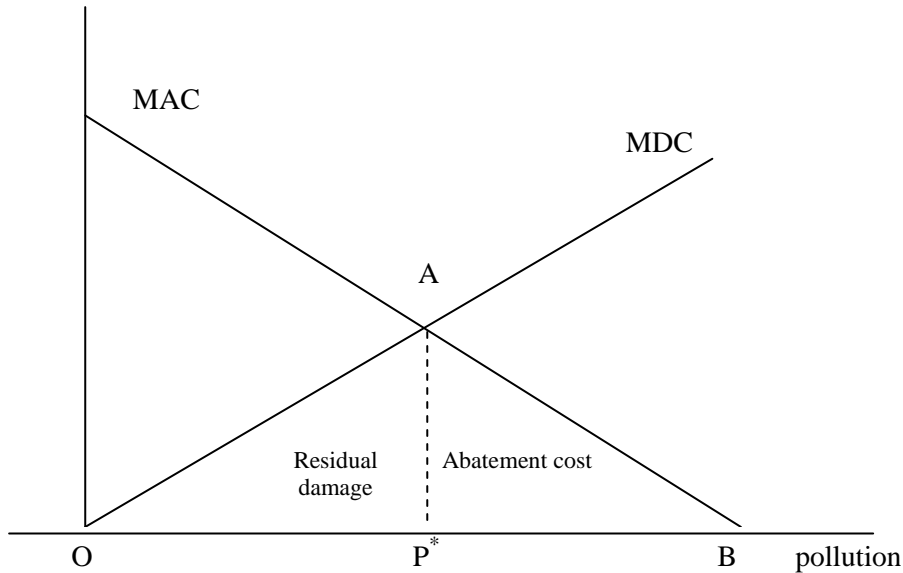 MAC
MDC
A
Residual
damage
Abatement cost
O
P*
B
pollution